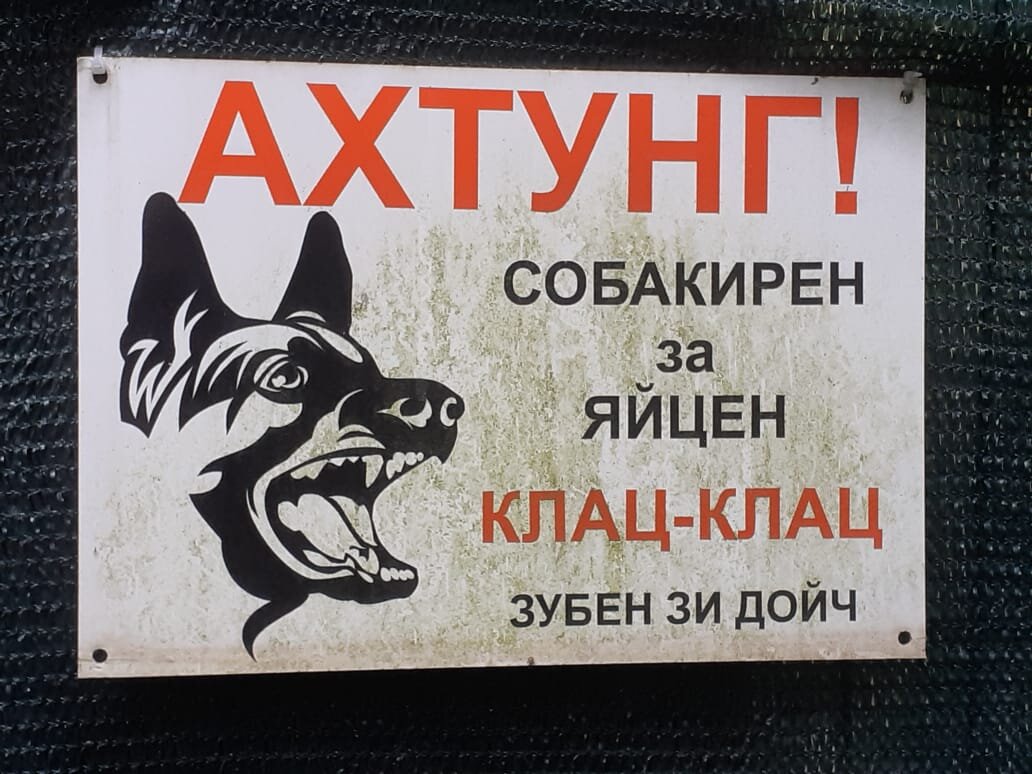 АХТУНГ!
СОБАКИРЕН
за
ЯЙЦЕН
КЛАЦ-КЛАЦ
ЗУБЕН ЗИ ДОЙЧ